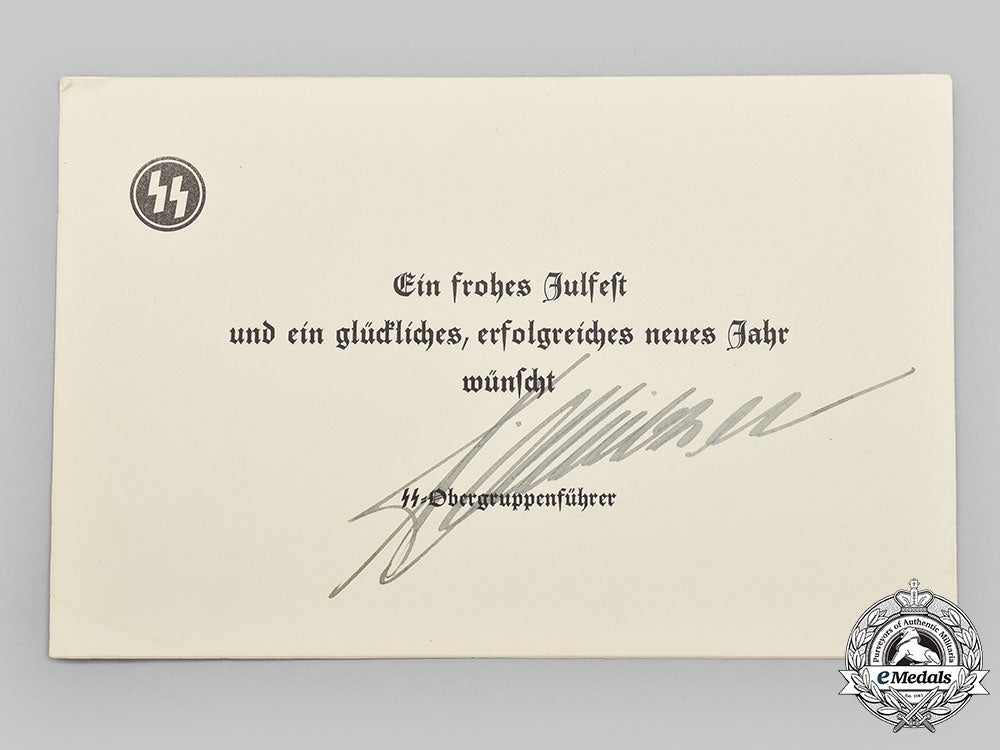 Ein frohes Julfest
und ein glückliches, erfolgreiches neues Jahr
wünscht
SS-Obergruppenführer
Purveyors of Authentic Militaria
eMedals